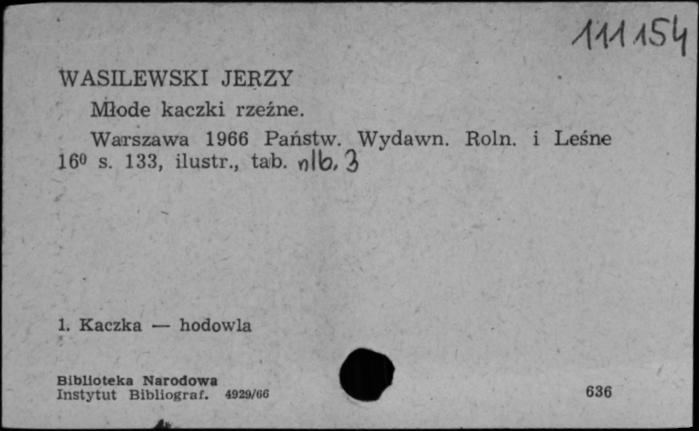 111154
WASILEWSKI JERZY
Młode kaczki rzeźne.
Warszawa 1966 Państw. Wydawn. Roln. i Leśne
16⁰ s. 133, ilustr., tab. nlb. 3
1. Kaczka — hodowla
Biblioteka Narodowa
Instytut Bibliograf. 4929/66
636